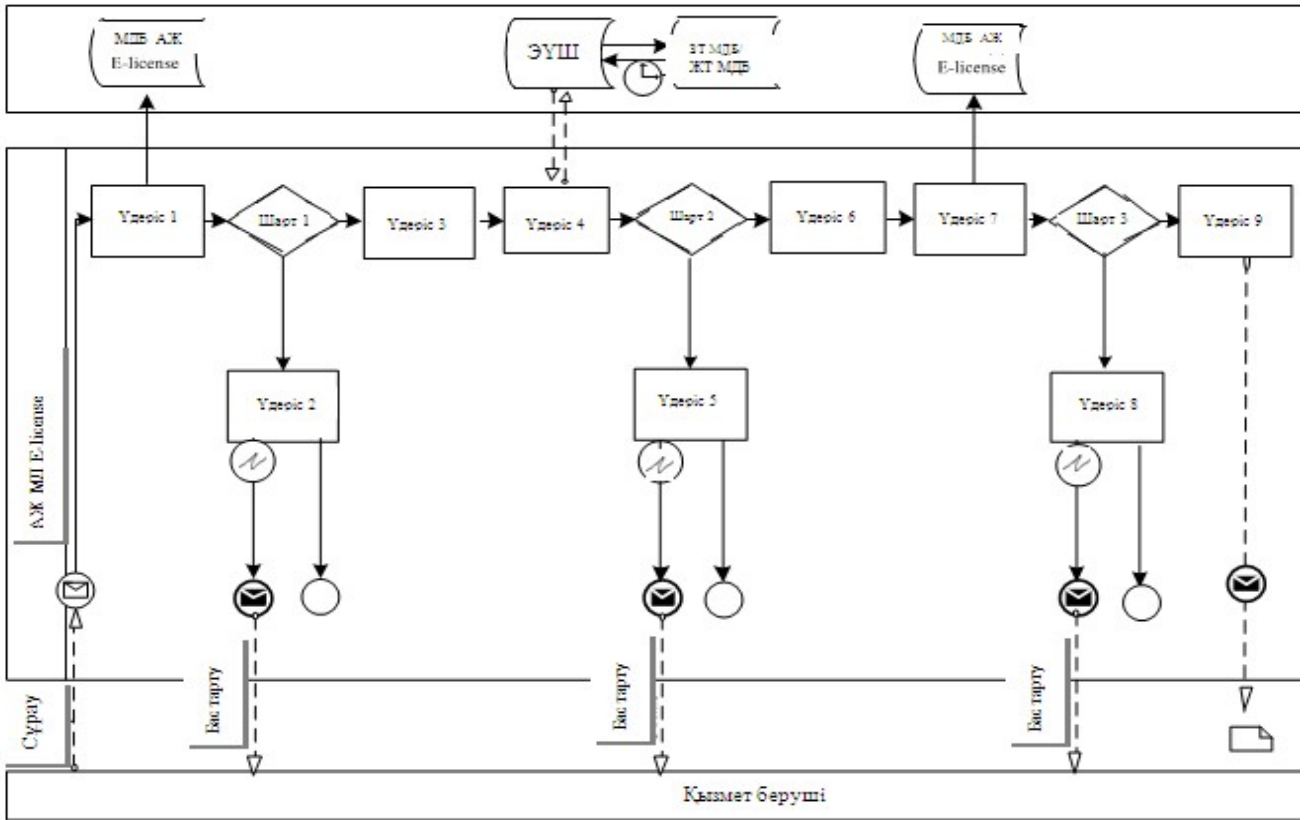 МДБ АЖ
E-license
ЭҮШ
ЗТ МДБ/
ЖТ МДБ
МДБ АЖ
E-license
Үдеріс 1
Шарт 1
Үдеріс 3
Үдеріс 4
Шарт 2
Үдеріс 6
Үдеріс 7
Шарт 3
Үдеріс 9
Үдеріс 2
Үдеріс 5
Үдеріс 8
АЖ МЛ E-license
Сұрау
Бас тарту
Бас тарту
Бас тарту
Қызмет беруші